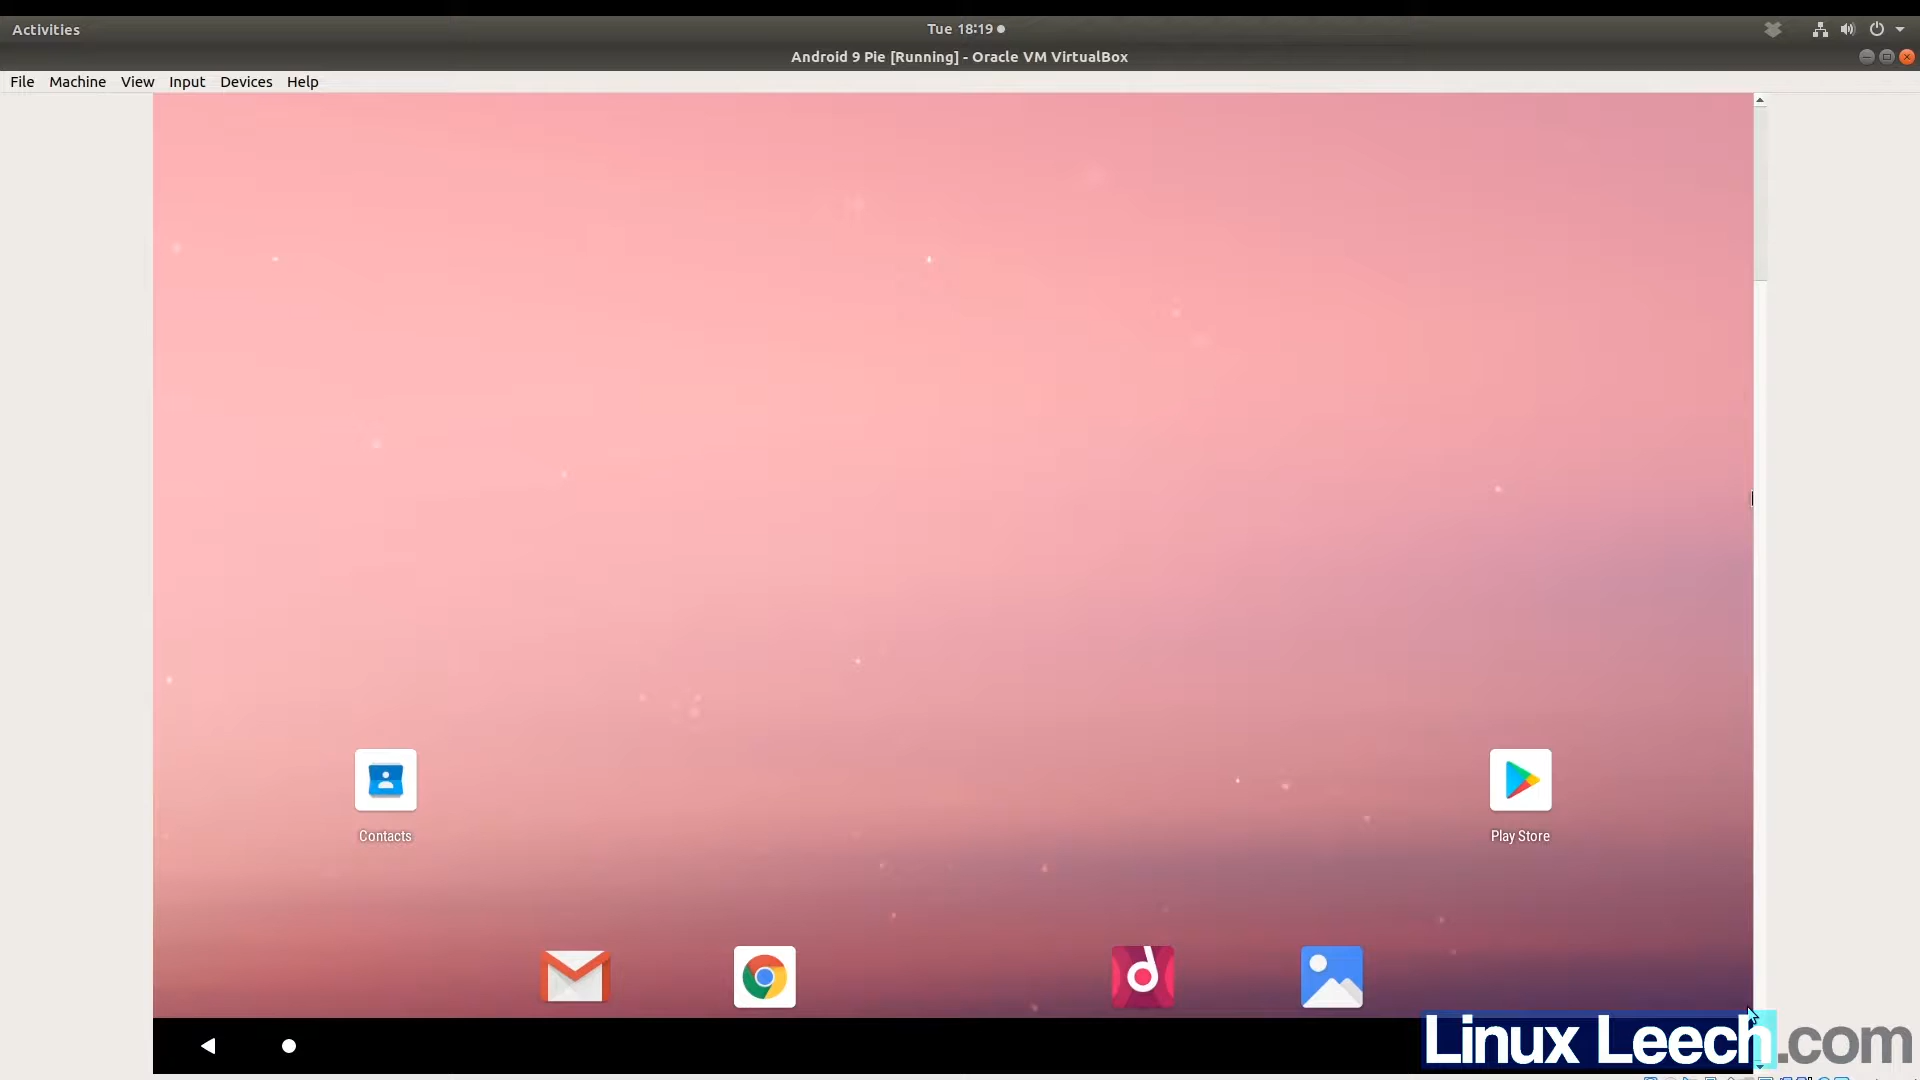 Activities
Tue 18:19
Android 9 Pie [Running] - Oracle VM VirtualBox
File Machine View Input Devices Help
Contacts
Play Store
Linux Leech.com